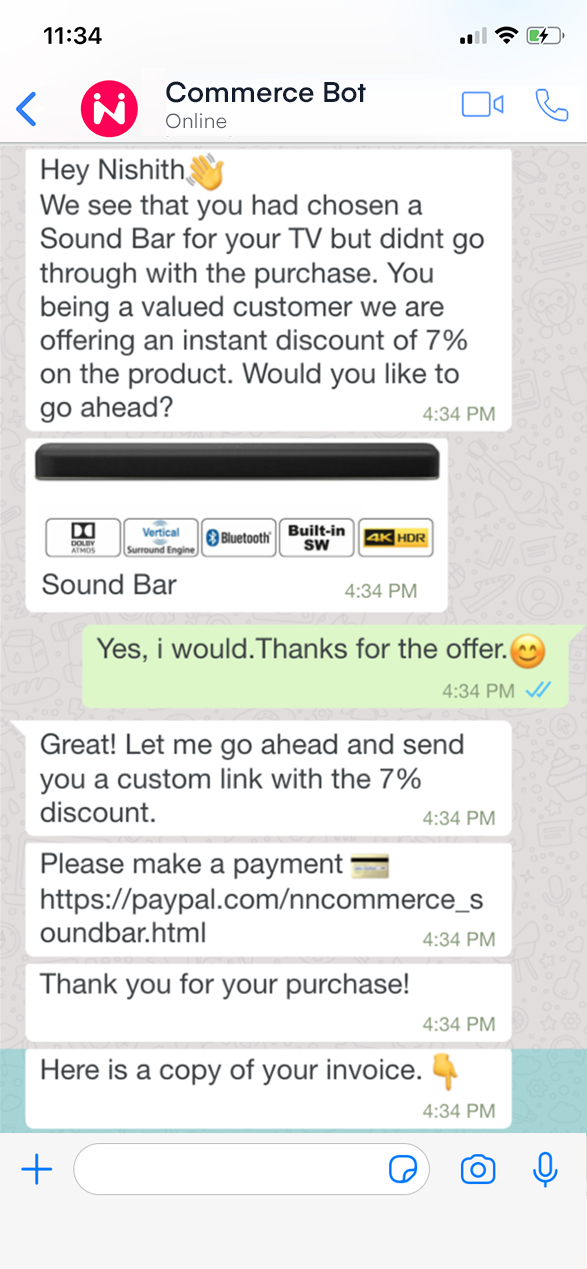 11:34
Commerce Bot
Online
Hey Nishith👋
We see that you had chosen a
Sound Bar for your TV but didnt go
through with the purchase. You
being a valued customer we are
offering an instant discount of 7%
on the product. Would you like to
go ahead?
4:34 PM
DOLBY
ATMOS
Vertical
Surround Engine
Bluetooth
Built-in
SW
4K HDR
Sound Bar
4:34 PM
Yes, i would.Thanks for the offer.😊
4:34 PM
Great! Let me go ahead and send
you a custom link with the 7%
discount.
4:34 PM
Please make a payment 💳
https://paypal.com/nncommerce_s
oundbar.html
4:34 PM
Thank you for your purchase!
4:34 PM
Here is a copy of your invoice. 👇
4:34 PM